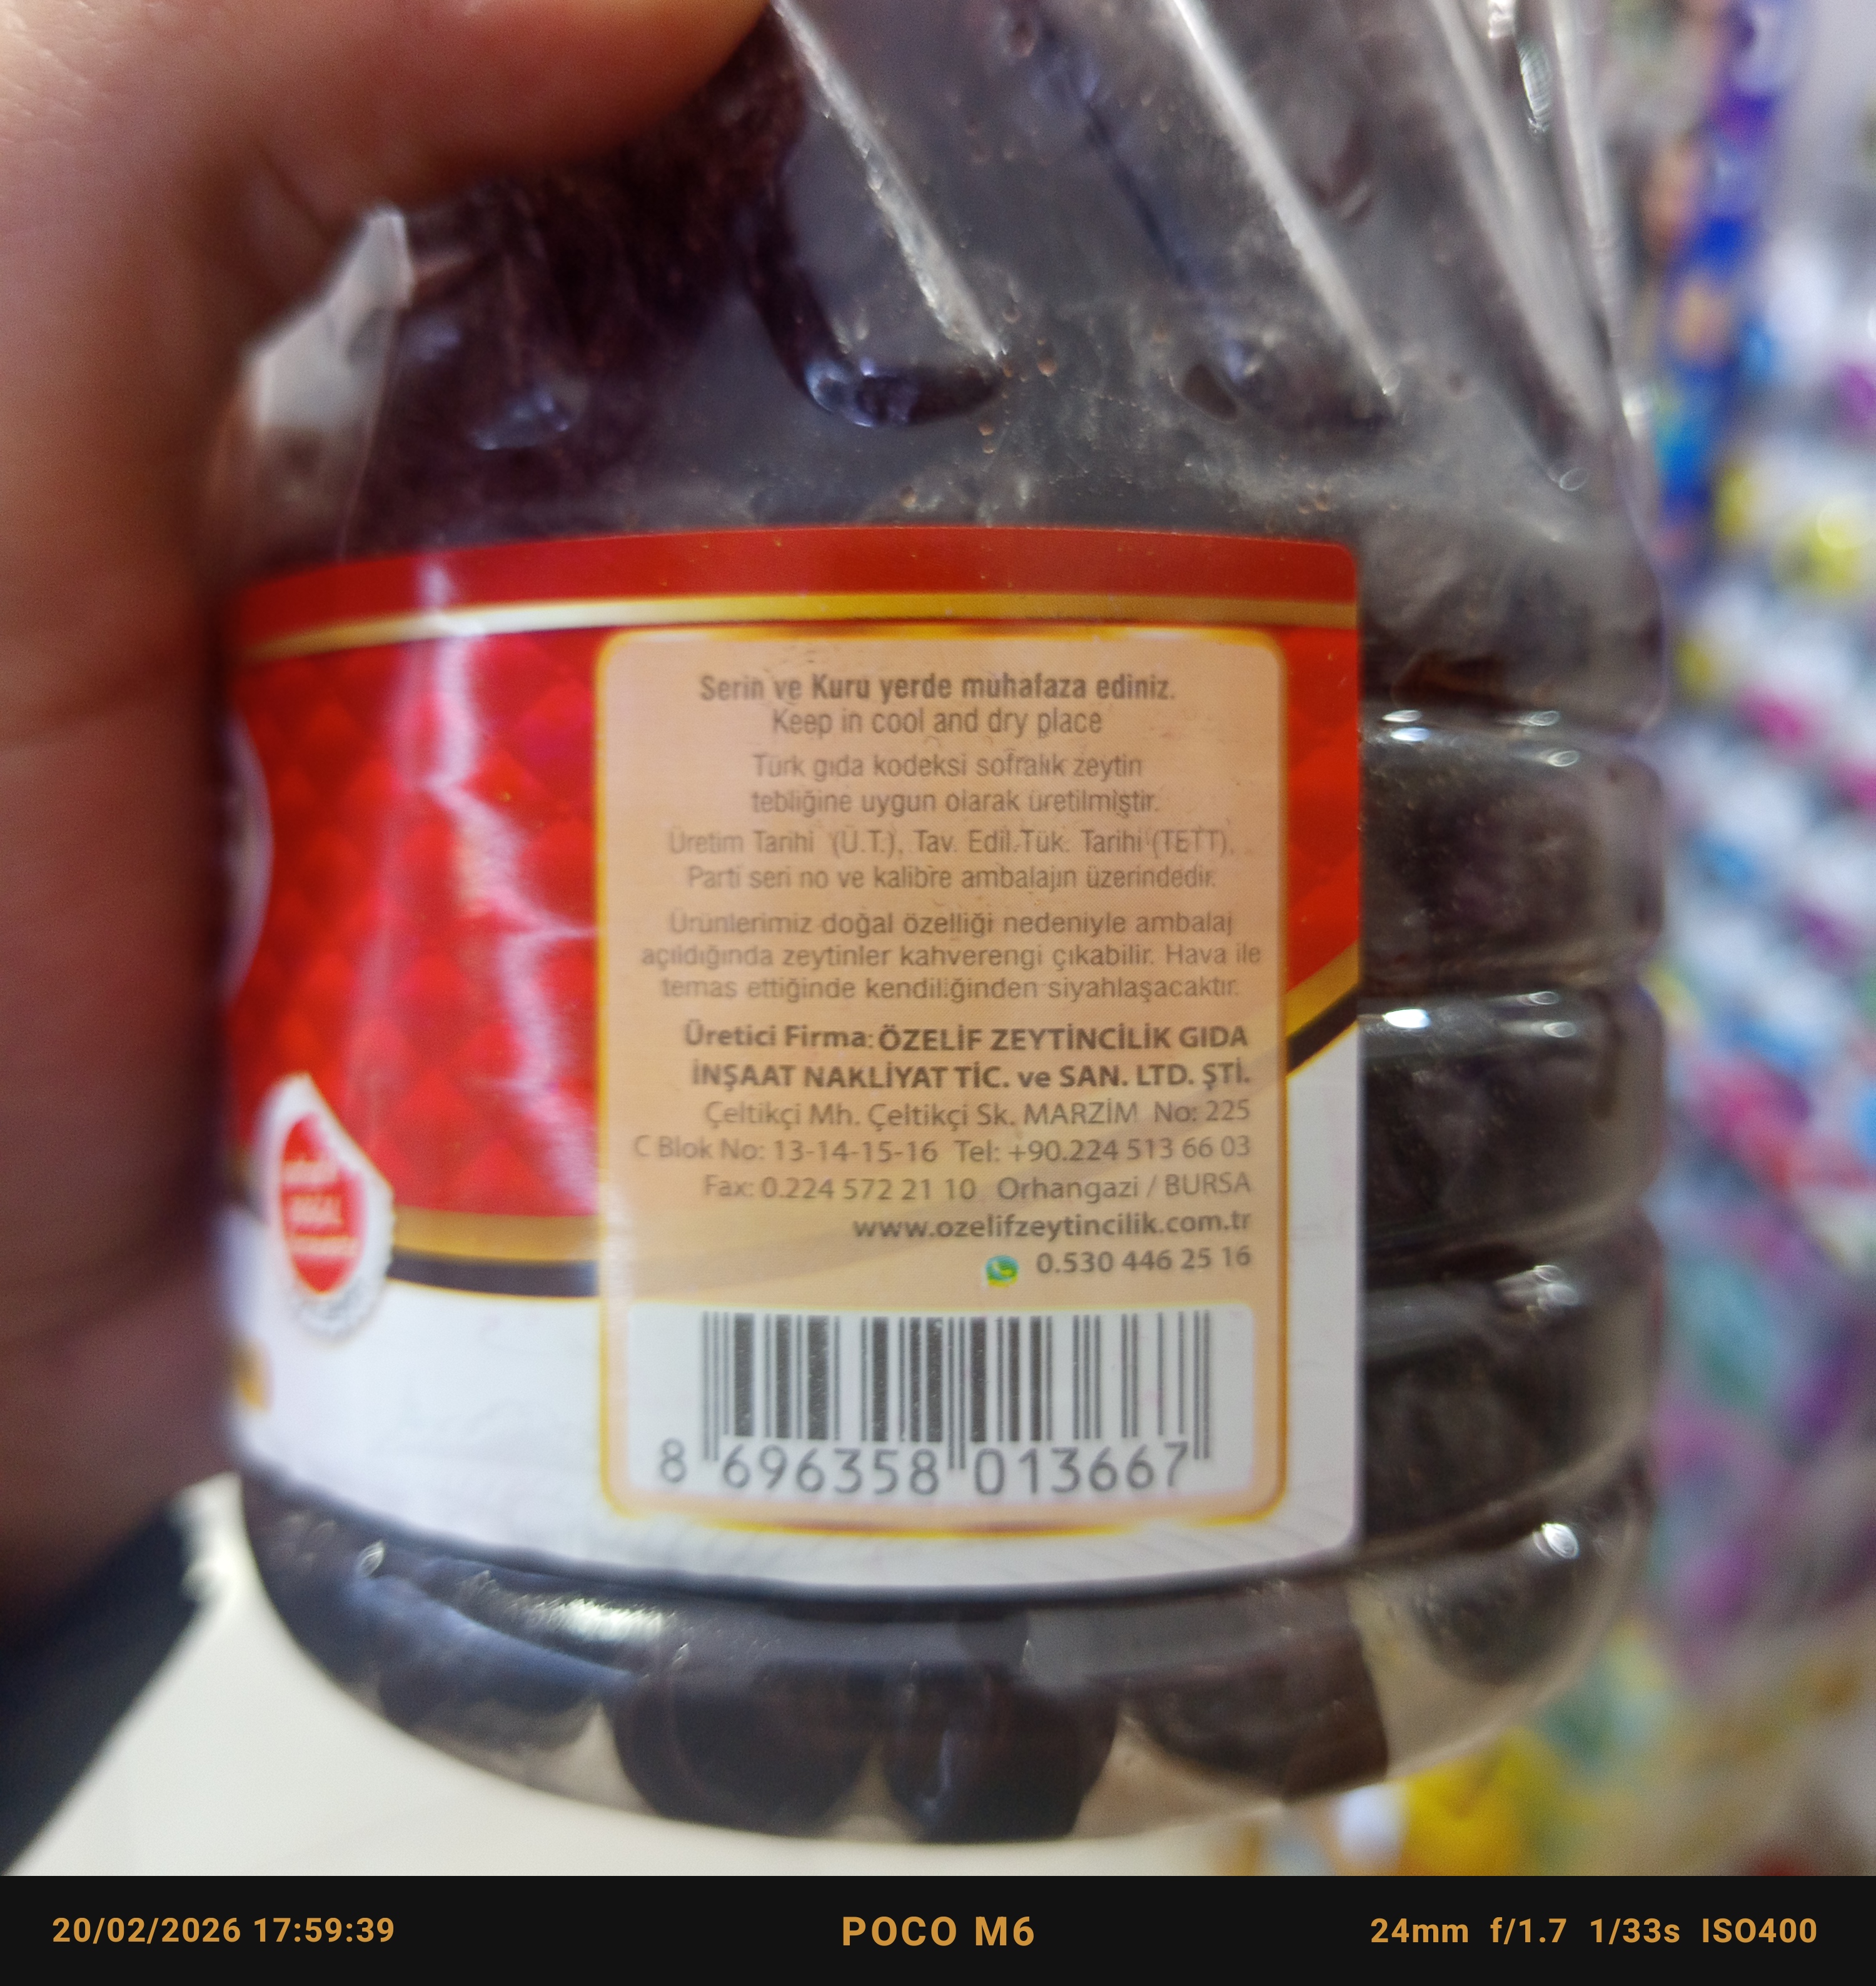 Serin ve Kuru yerde muhafaza ediniz.
Keep in cool and dry place
Türk gıda kodeksi sofralık zeytin
tebliğine uygun olarak üretilmiştir.
Üretim Tarihi (Ü.T.), Tav. Edil.Tük. Tarihi (TETT),
Parti seri no ve kalibre ambalajın üzerindedir.
Ürünlerimiz doğal özelliği nedeniyle ambalaj
açıldığında zeytinler kahverengi çıkabilir. Hava ile
temas ettiğinde kendiliğinden siyahlaşacaktır.
Üretici Firma: ÖZELİF ZEYTİNCİLİK GIDA
İNŞAAT NAKLİYAT TİC. ve SAN. LTD. ŞTİ.
Çeltikçi Mh. Çeltikçi Sk. MARZİM No: 225
C Blok No: 13-14-15-16 Tel: +90.224 513 66 03
Fax: 0.224 572 21 10 Orhangazi / BURSA
www.ozelifzeytincilik.com.tr
0.530 446 25 16
8 696358 013667
20/02/2026 17:59:39 POCO M6 24mm f/1.7 1/33s ISO400